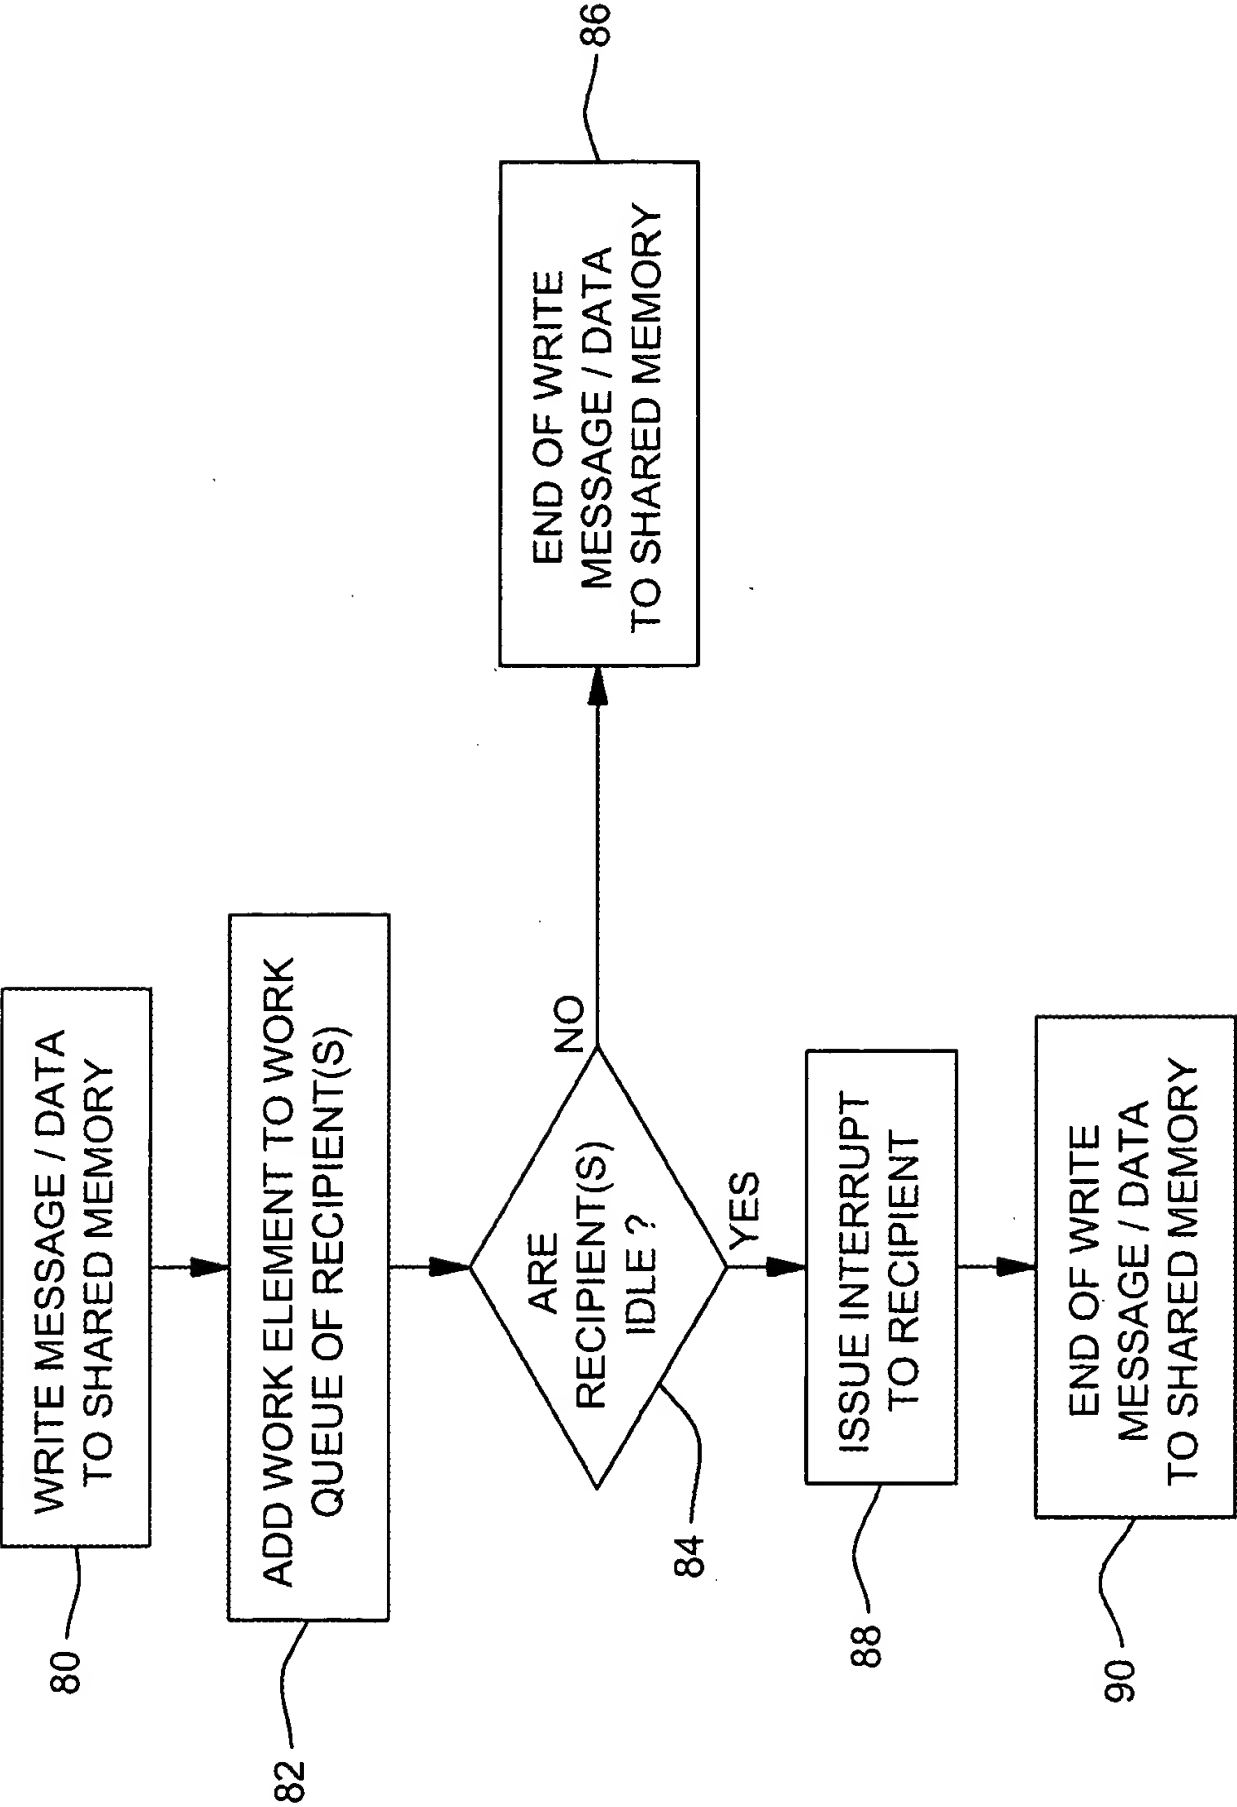 WRITE MESSAGE / DATA
TO SHARED MEMORY
80
ADD WORK ELEMENT TO WORK
QUEUE OF RECIPIENT(S)
82
ARE
RECIPIENT(S)
IDLE ?
84
NO
END OF WRITE
MESSAGE / DATA
TO SHARED MEMORY
86
YES
ISSUE INTERRUPT
TO RECIPIENT
88
END OF WRITE
MESSAGE / DATA
TO SHARED MEMORY
90